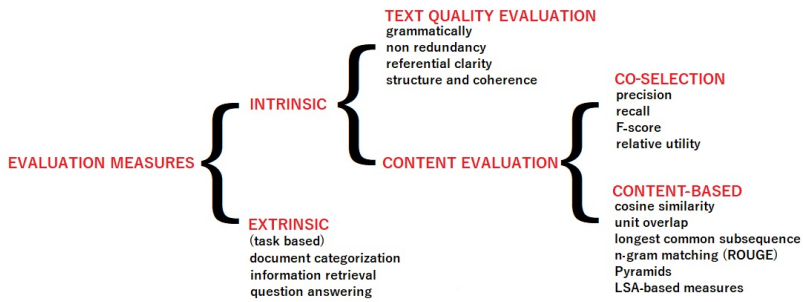 TEXT QUALITY EVALUATION
grammatically
non redundancy
referential clarity
structure and coherence
INTRINSIC
CO-SELECTION
precision
recall
F-score
relative utility
EVALUATION MEASURES
CONTENT EVALUATION
CONTENT-BASED
cosine similarity
unit overlap
longest common subsequence
n-gram matching (ROUGE)
Pyramids
LSA-based measures
EXTRINSIC
(task based)
document categorization
information retrieval
question answering